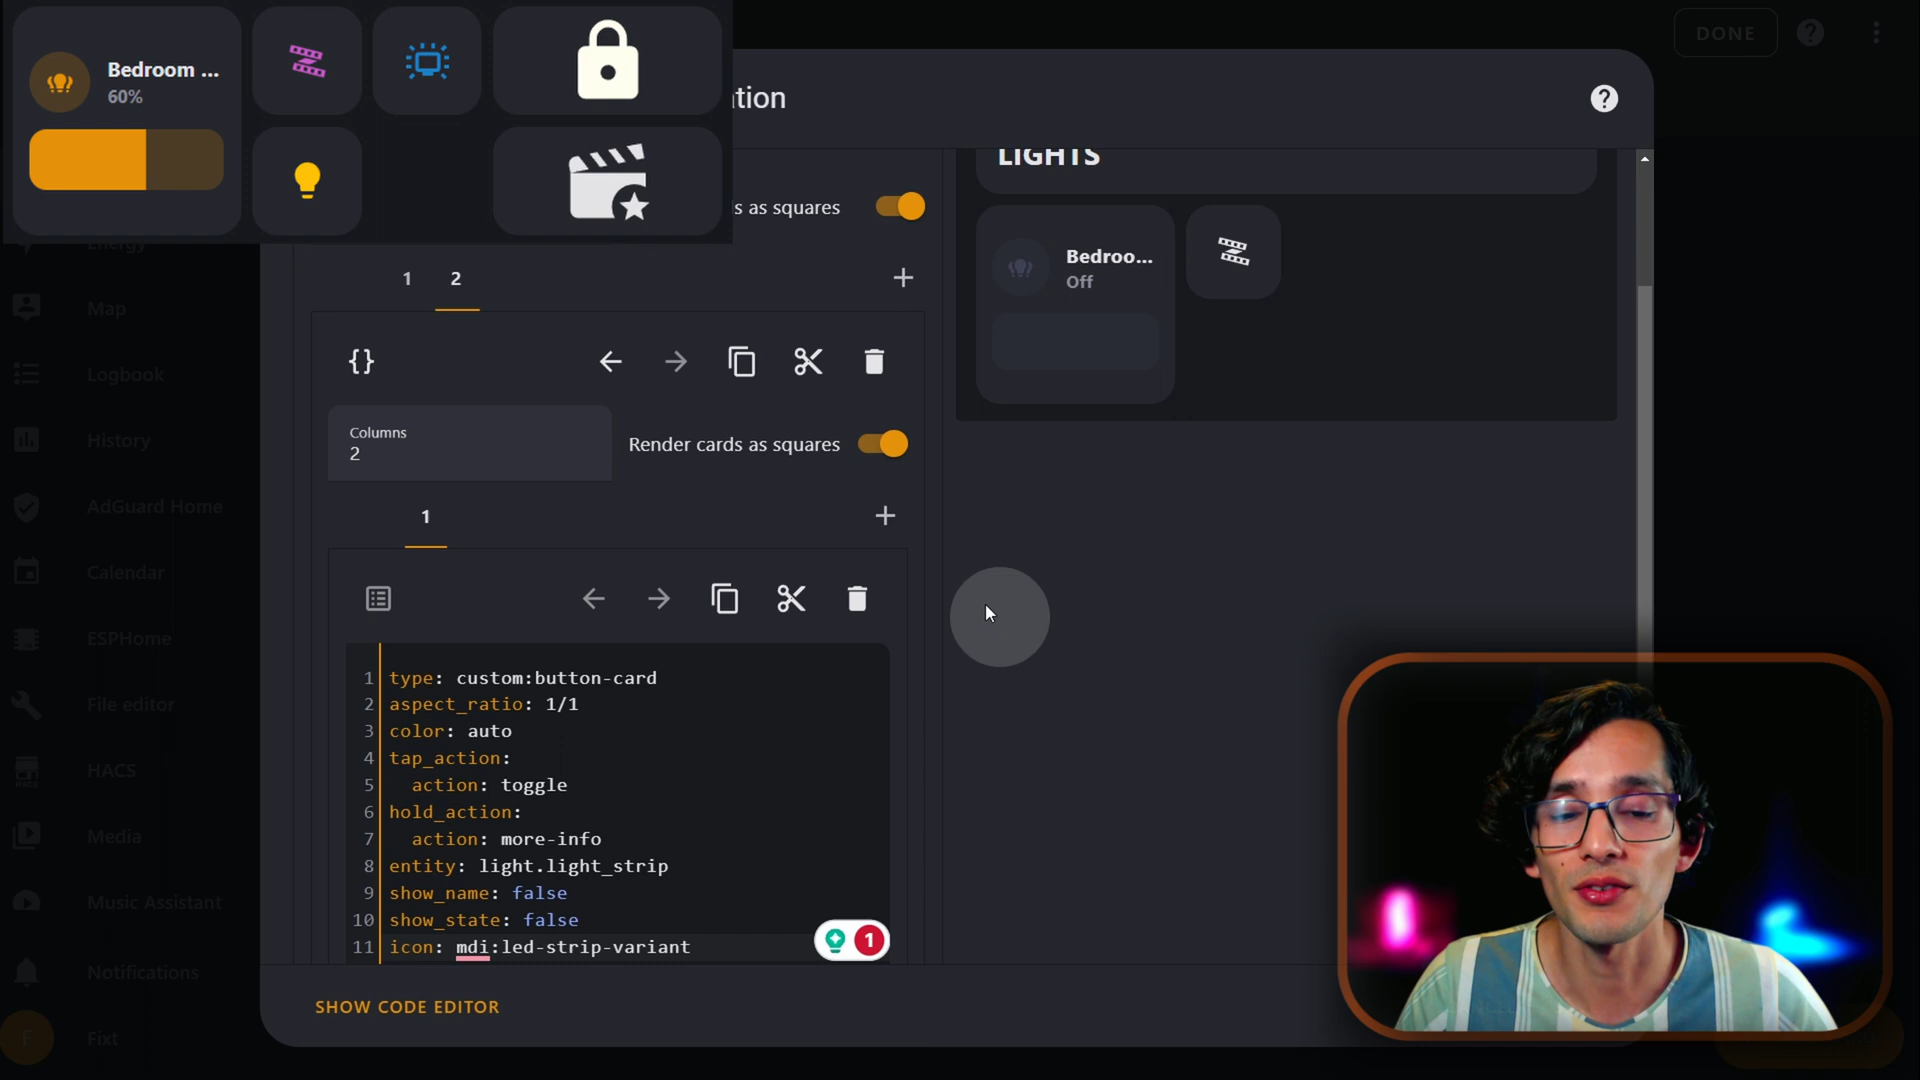 Bedroom ...
60%
DONE
tion
s as squares
LIGHTS
Bedroo...
Off
1
2
Columns
2
Render cards as squares
1
1 type: custom:button-card
2 aspect_ratio: 1/1
3 color: auto
4 tap_action:
5 action: toggle
6 hold_action:
7 action: more-info
8 entity: light.light_strip
9 show_name: false
10 show_state: false
11 icon: mdi:led-strip-variant
1
SHOW CODE EDITOR
Energy
Map
Logbook
History
AdGuard Home
Calendar
ESPHome
File editor
HACS
Media
Music Assistant
Notifications
F
Fixt